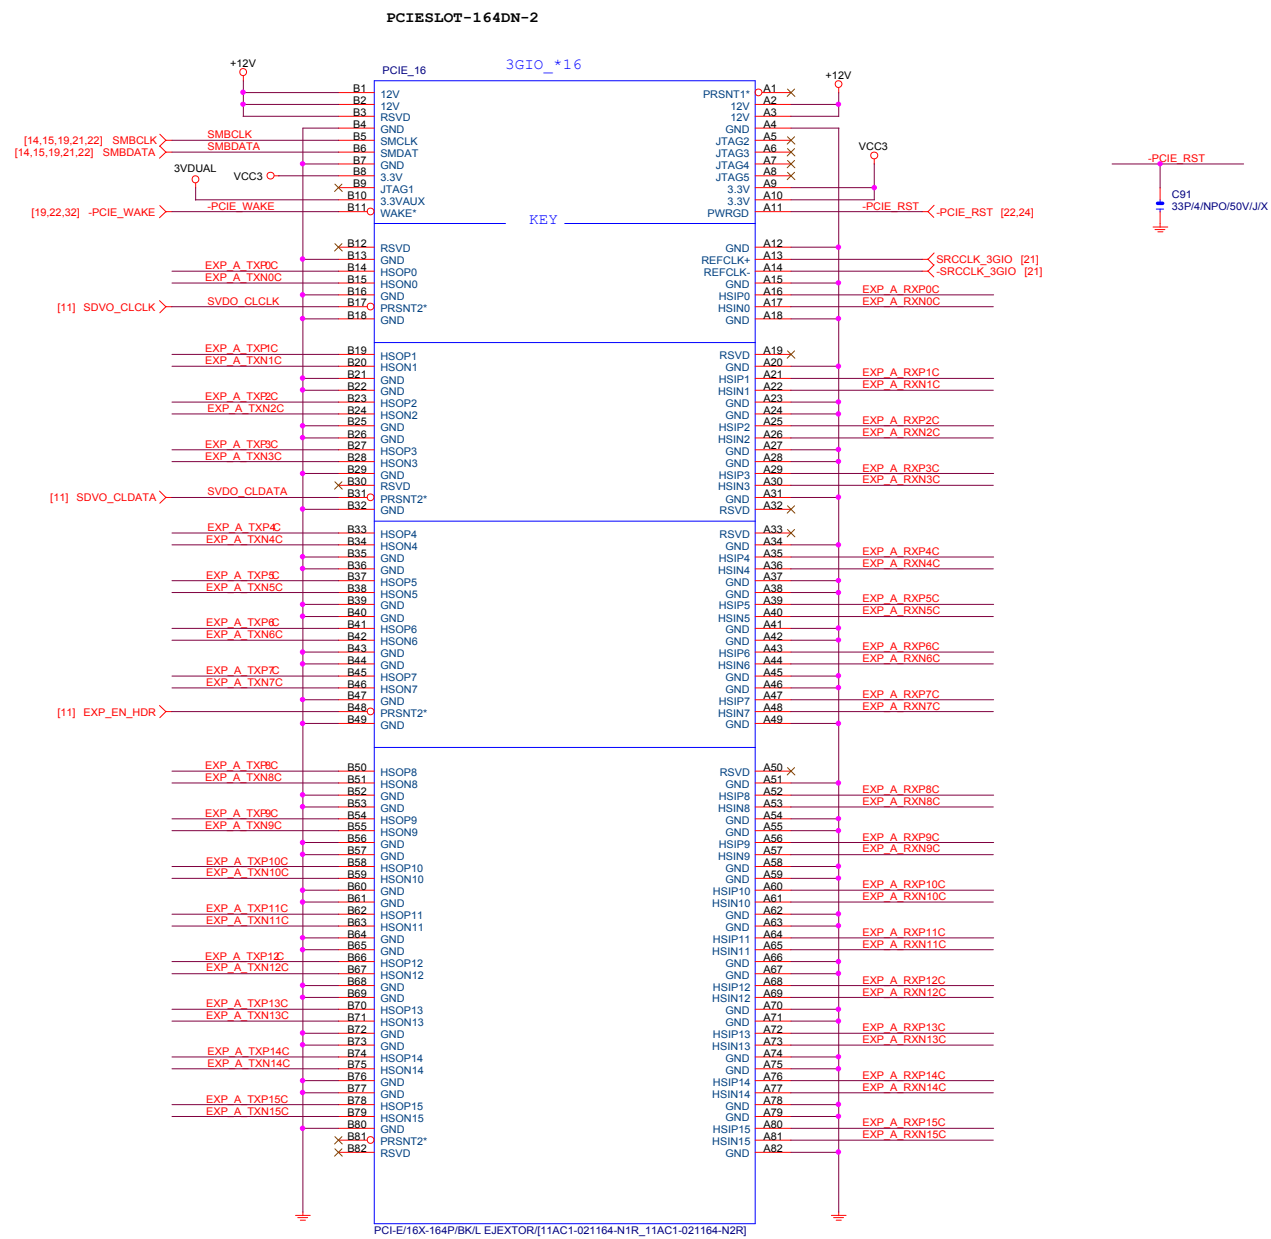 PCIESLOT-164DN-2
3GIO_*16
PCIE_16
+12V
+12V
B1 12V PRSNT1* A1
B2 12V 12V A2
B3 RSVD 12V A3
B4 GND GND A4
[14,15,19,21,22] SMBCLK SMBCLK B5 SMCLK JTAG2 A5
[14,15,19,21,22] SMBDATA SMBDATA B6 SMDAT JTAG3 A6
B7 GND JTAG4 A7
3VDUAL VCC3 B8 3.3V JTAG5 A8 VCC3
B9 JTAG1 3.3V A9
B10 3.3VAUX 3.3V A10
[19,22,32] -PCIE_WAKE -PCIE_WAKE B11 WAKE* PWRGD A11 -PCIE_RST -PCIE_RST [22,24]
KEY
-PCIE_RST
C91
33P/4/NPO/50V/J/X
B12 RSVD GND A12
B13 GND REFCLK+ A13 SRCCLK_3GIO [21]
EXP_A_TXP0C B14 HSOP0 REFCLK- A14 -SRCCLK_3GIO [21]
EXP_A_TXN0C B15 HSON0 GND A15
B16 GND HSIP0 A16 EXP_A_RXP0C
[11] SDVO_CLCLK SVDO_CLCLK B17 PRSNT2* HSIN0 A17 EXP_A_RXN0C
B18 GND GND A18
EXP_A_TXP1C B19 HSOP1 RSVD A19
EXP_A_TXN1C B20 HSON1 GND A20
B21 GND HSIP1 A21 EXP_A_RXP1C
B22 GND HSIN1 A22 EXP_A_RXN1C
EXP_A_TXP2C B23 HSOP2 GND A23
EXP_A_TXN2C B24 HSON2 GND A24
B25 GND HSIP2 A25 EXP_A_RXP2C
B26 GND HSIN2 A26 EXP_A_RXN2C
EXP_A_TXP3C B27 HSOP3 GND A27
EXP_A_TXN3C B28 HSON3 GND A28
B29 GND HSIP3 A29 EXP_A_RXP3C
B30 RSVD HSIN3 A30 EXP_A_RXN3C
[11] SDVO_CLDATA SVDO_CLDATA B31 PRSNT2* GND A31
B32 GND RSVD A32
EXP_A_TXP4C B33 HSOP4 RSVD A33
EXP_A_TXN4C B34 HSON4 GND A34
B35 GND HSIP4 A35 EXP_A_RXP4C
B36 GND HSIN4 A36 EXP_A_RXN4C
EXP_A_TXP5C B37 HSOP5 GND A37
EXP_A_TXN5C B38 HSON5 GND A38
B39 GND HSIP5 A39 EXP_A_RXP5C
B40 GND HSIN5 A40 EXP_A_RXN5C
EXP_A_TXP6C B41 HSOP6 GND A41
EXP_A_TXN6C B42 HSON6 GND A42
B43 GND HSIP6 A43 EXP_A_RXP6C
B44 GND HSIN6 A44 EXP_A_RXN6C
EXP_A_TXP7C B45 HSOP7 GND A45
EXP_A_TXN7C B46 HSON7 GND A46
B47 GND HSIP7 A47 EXP_A_RXP7C
[11] EXP_EN_HDR B48 PRSNT2* HSIN7 A48 EXP_A_RXN7C
B49 GND GND A49
EXP_A_TXP8C B50 HSOP8 RSVD A50
EXP_A_TXN8C B51 HSON8 GND A51
B52 GND HSIP8 A52 EXP_A_RXP8C
B53 GND HSIN8 A53 EXP_A_RXN8C
EXP_A_TXP9C B54 HSOP9 GND A54
EXP_A_TXN9C B55 HSON9 GND A55
B56 GND HSIP9 A56 EXP_A_RXP9C
B57 GND HSIN9 A57 EXP_A_RXN9C
EXP_A_TXP10C B58 HSOP10 GND A58
EXP_A_TXN10C B59 HSON10 GND A59
B60 GND HSIP10 A60 EXP_A_RXP10C
B61 GND HSIN10 A61 EXP_A_RXN10C
EXP_A_TXP11C B62 HSOP11 GND A62
EXP_A_TXN11C B63 HSON11 GND A63
B64 GND HSIP11 A64 EXP_A_RXP11C
B65 GND HSIN11 A65 EXP_A_RXN11C
EXP_A_TXP12C B66 HSOP12 GND A66
EXP_A_TXN12C B67 HSON12 GND A67
B68 GND HSIP12 A68 EXP_A_RXP12C
B69 GND HSIN12 A69 EXP_A_RXN12C
EXP_A_TXP13C B70 HSOP13 GND A70
EXP_A_TXN13C B71 HSON13 GND A71
B72 GND HSIP13 A72 EXP_A_RXP13C
B73 GND HSIN13 A73 EXP_A_RXN13C
EXP_A_TXP14C B74 HSOP14 GND A74
EXP_A_TXN14C B75 HSON14 GND A75
B76 GND HSIP14 A76 EXP_A_RXP14C
B77 GND HSIN14 A77 EXP_A_RXN14C
EXP_A_TXP15C B78 HSOP15 GND A78
EXP_A_TXN15C B79 HSON15 GND A79
B80 GND HSIP15 A80 EXP_A_RXP15C
B81 PRSNT2* HSIN15 A81 EXP_A_RXN15C
B82 RSVD GND A82
PCI-E/16X-164P/BK/L EJEXTOR/[11AC1-021164-N1R_11AC1-021164-N2R]